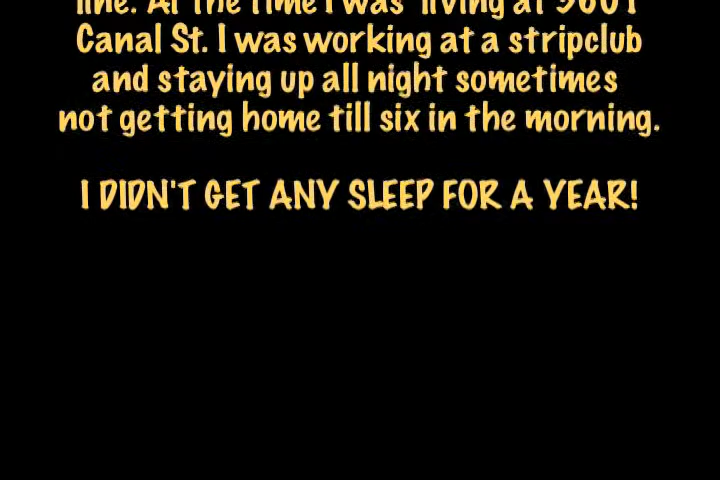 line. At the time I was living at
Canal St. I was working at a stripclub
and staying up all night sometimes
not getting home till six in the morning.
I DIDN'T GET ANY SLEEP FOR A YEAR!